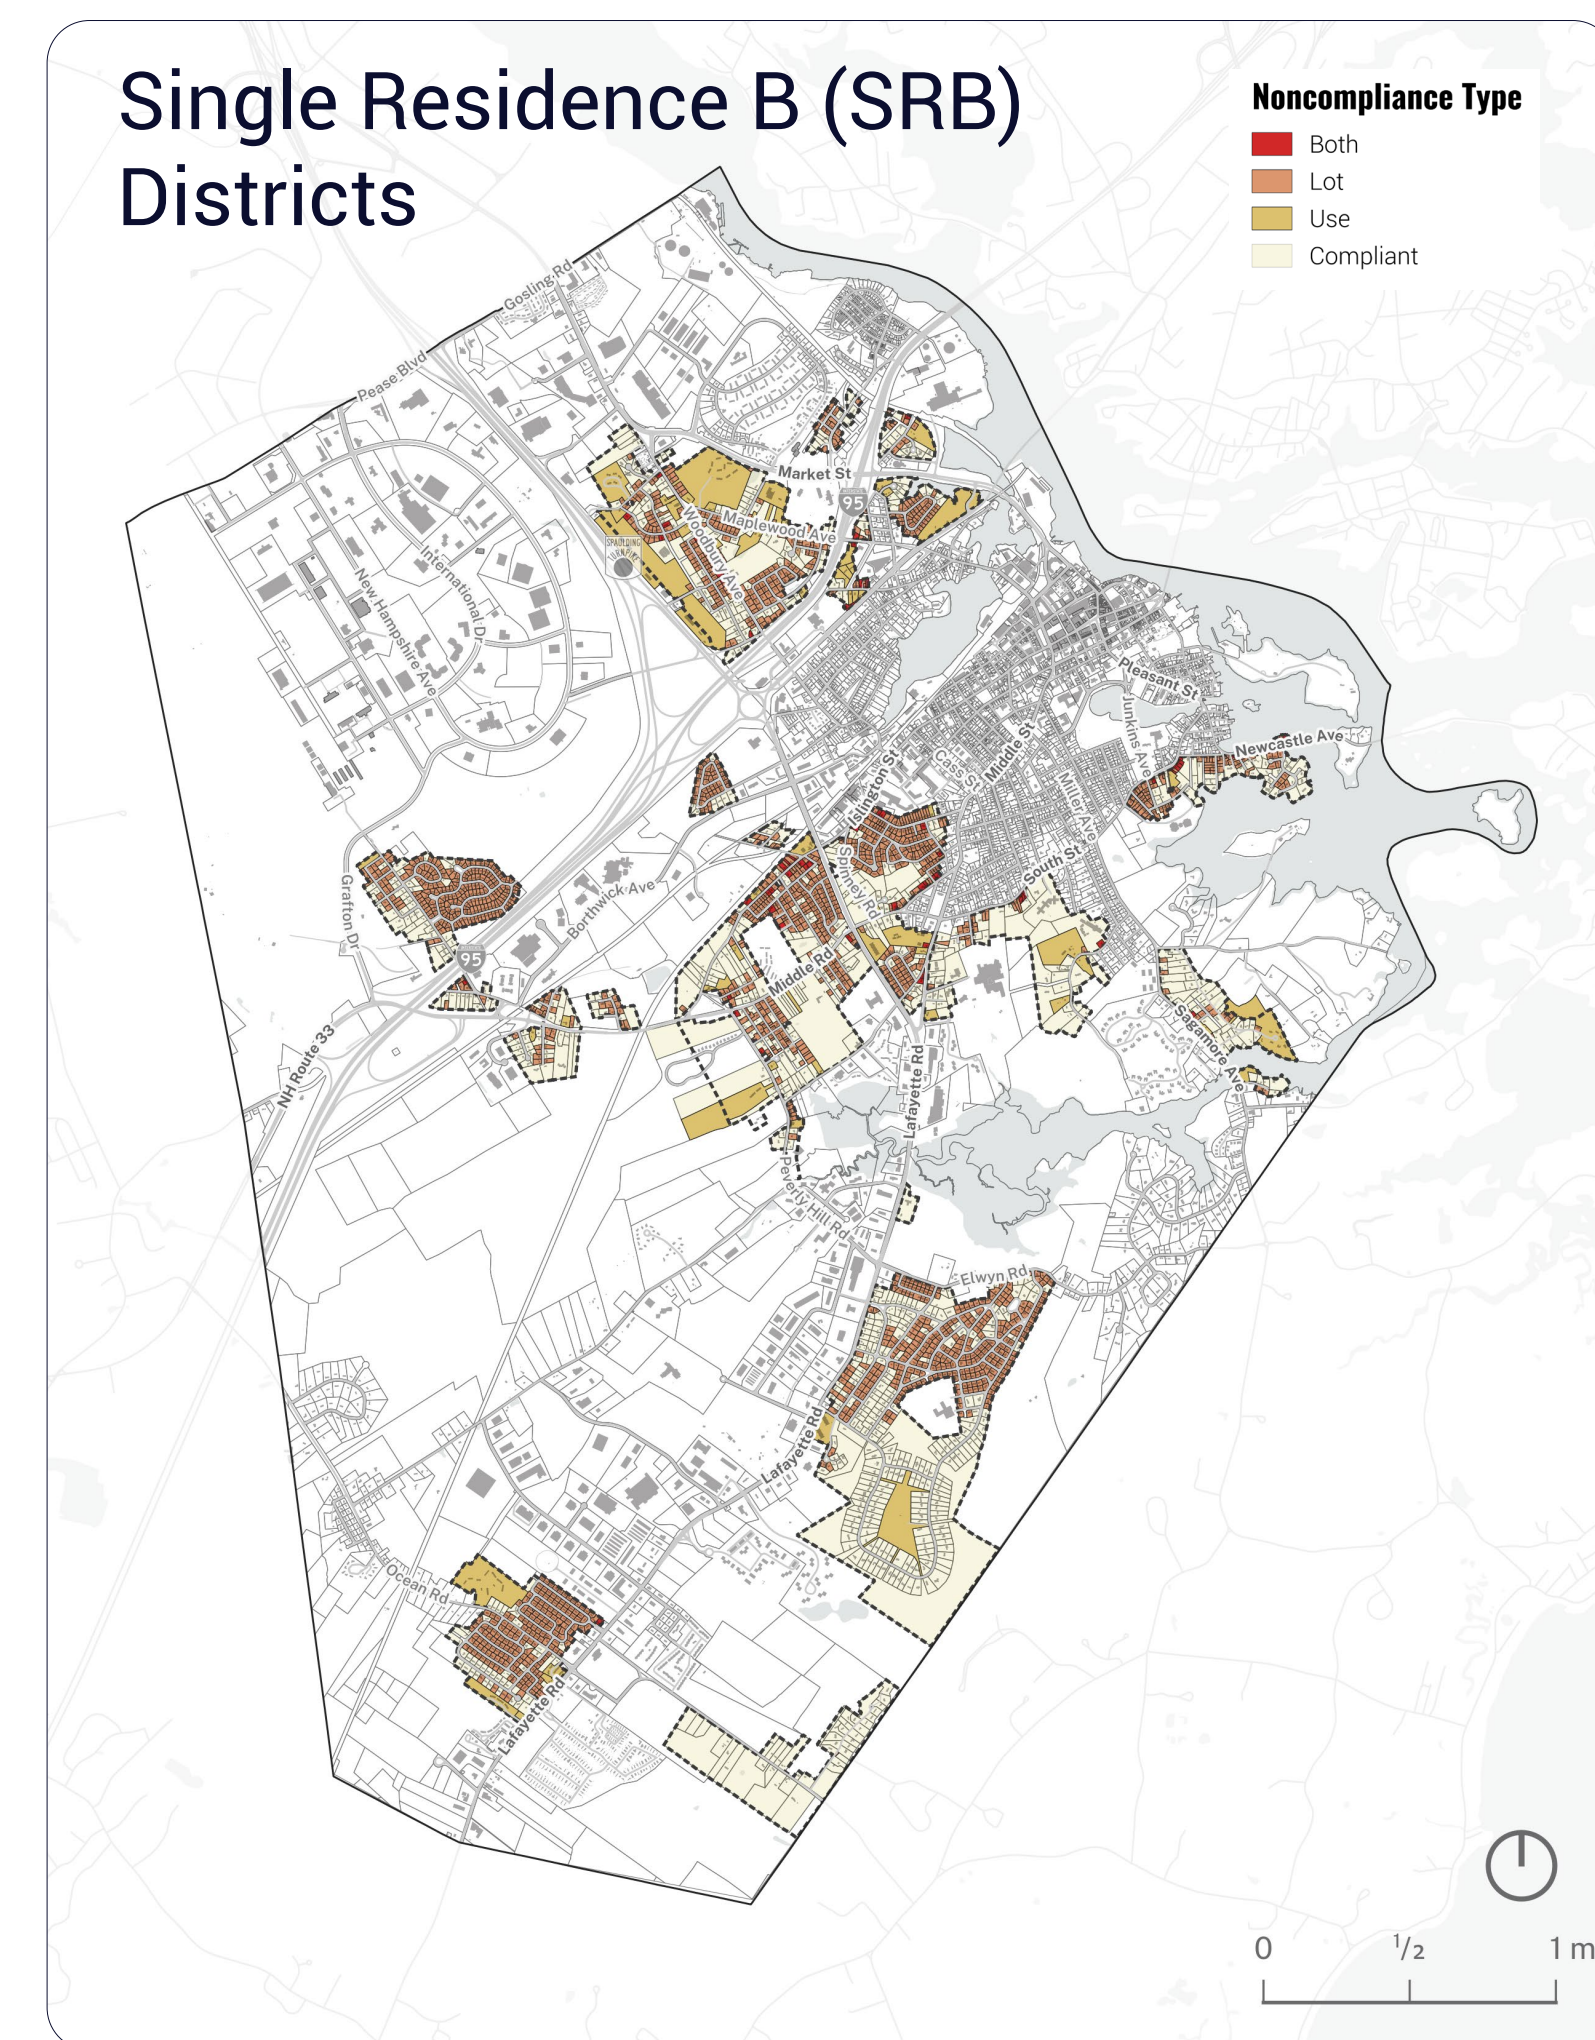 Single Residence B (SRB)
Districts
Noncompliance Type
Both
Lot
Use
Compliant
Gosling Rd
Pease Blvd
Market St
95
Maplewood Ave
Woodbury Ave
SPAULDING
TURNPIKE
International Dr
New Hampshire Ave
Pleasant St
Junkins Ave
Newcastle Ave
Middle St
Cass St
Islington St
Miller Ave
South St
Spinney Rd
Grafton Dr
Borthwick Ave
95
Middle Rd
NH Route 33
Sagamore Ave
Lafayette Rd
Peverly Hill Rd
Elwyn Rd
Lafayette Rd
Ocean Rd
Lafayette Rd
0 1/2 1 m